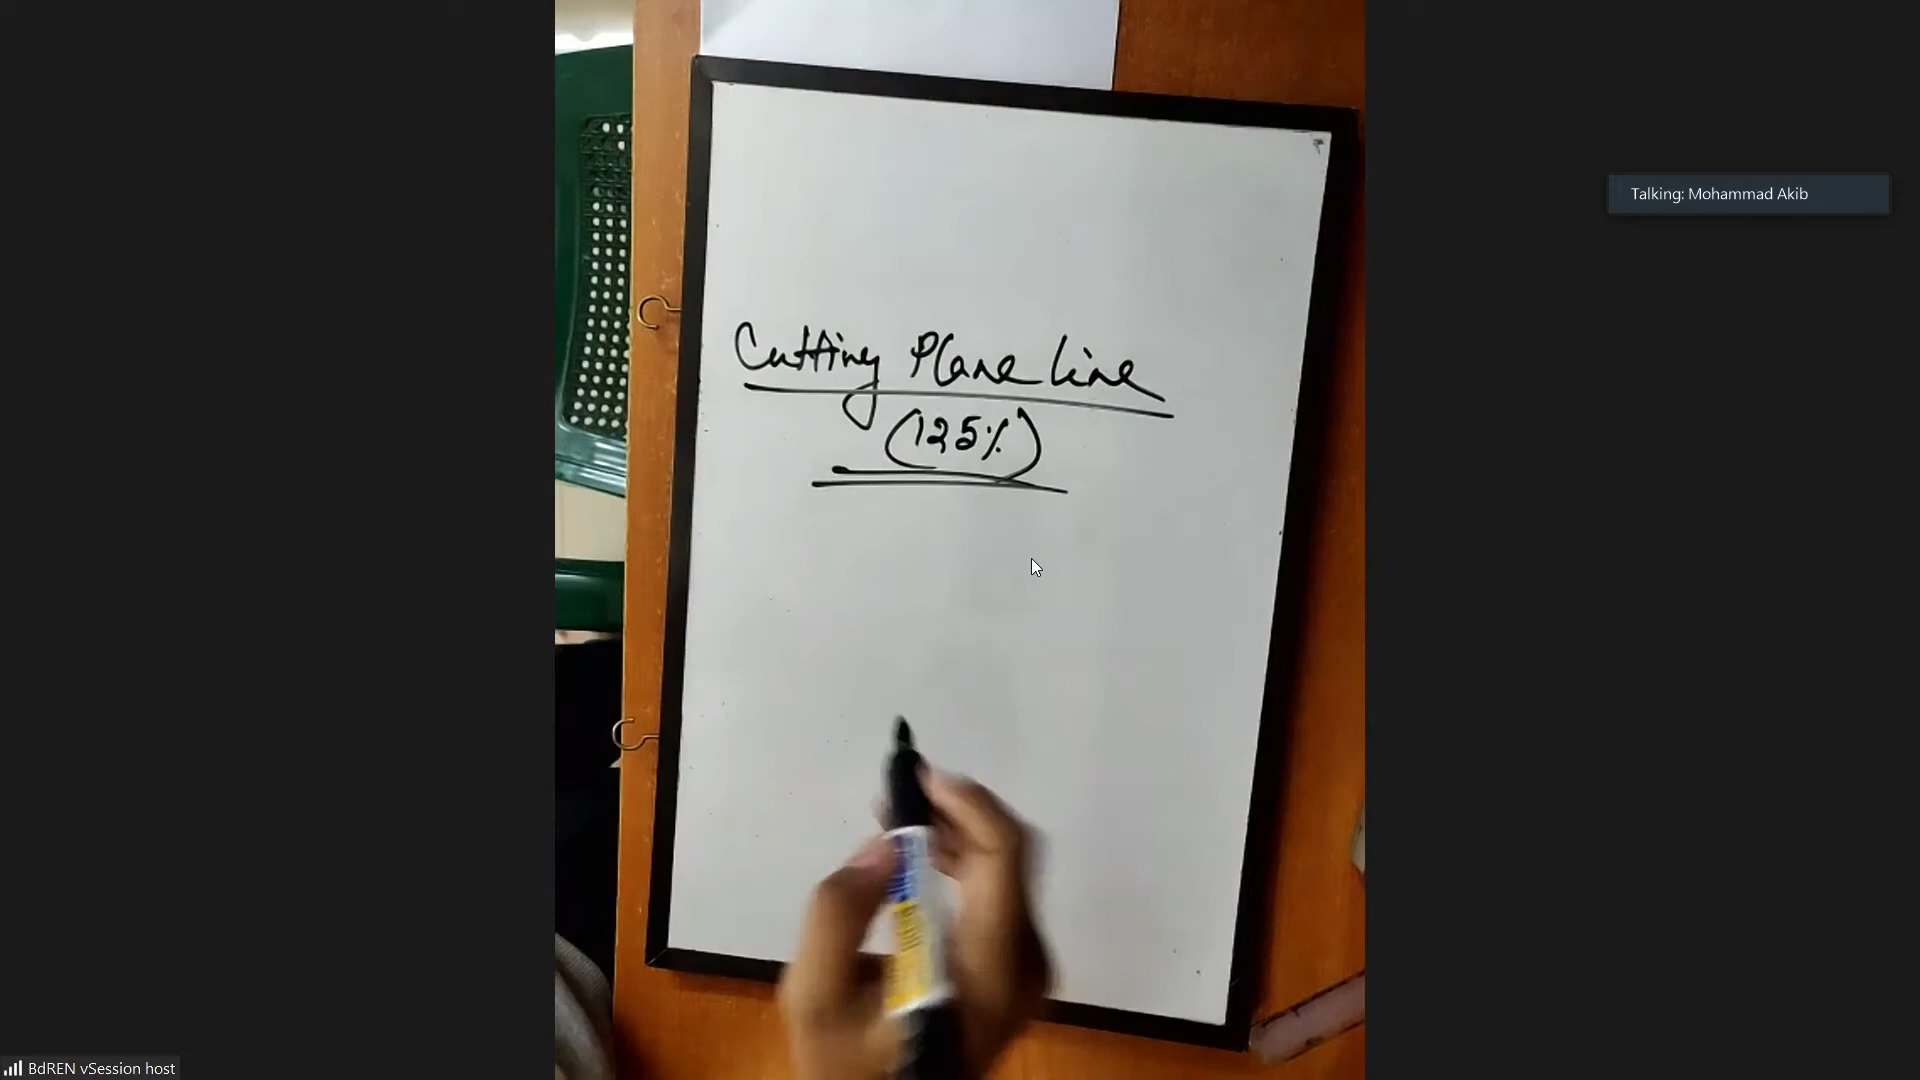 Talking: Mohammad Akib
Cutting Plane Line
(125%)
BdREN vSession host